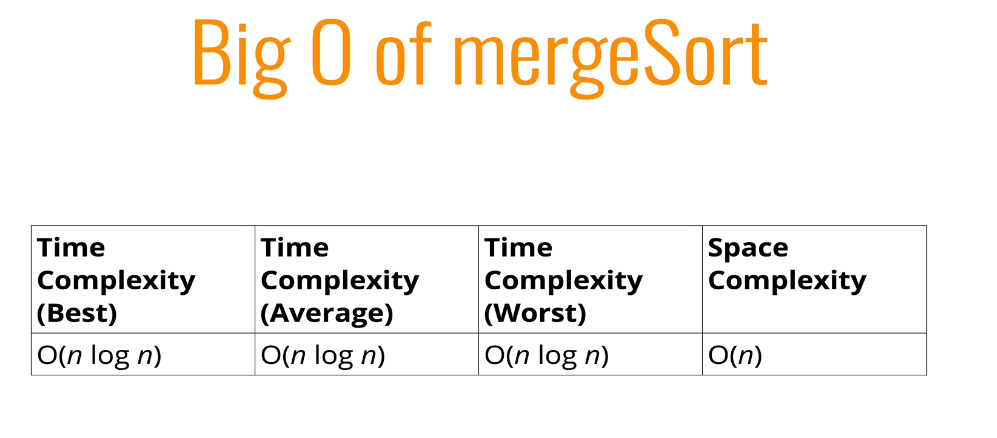 Big O of mergeSort
Time Complexity (Best)
Time Complexity (Average)
Time Complexity (Worst)
Space Complexity
O(n log n)
O(n log n)
O(n log n)
O(n)